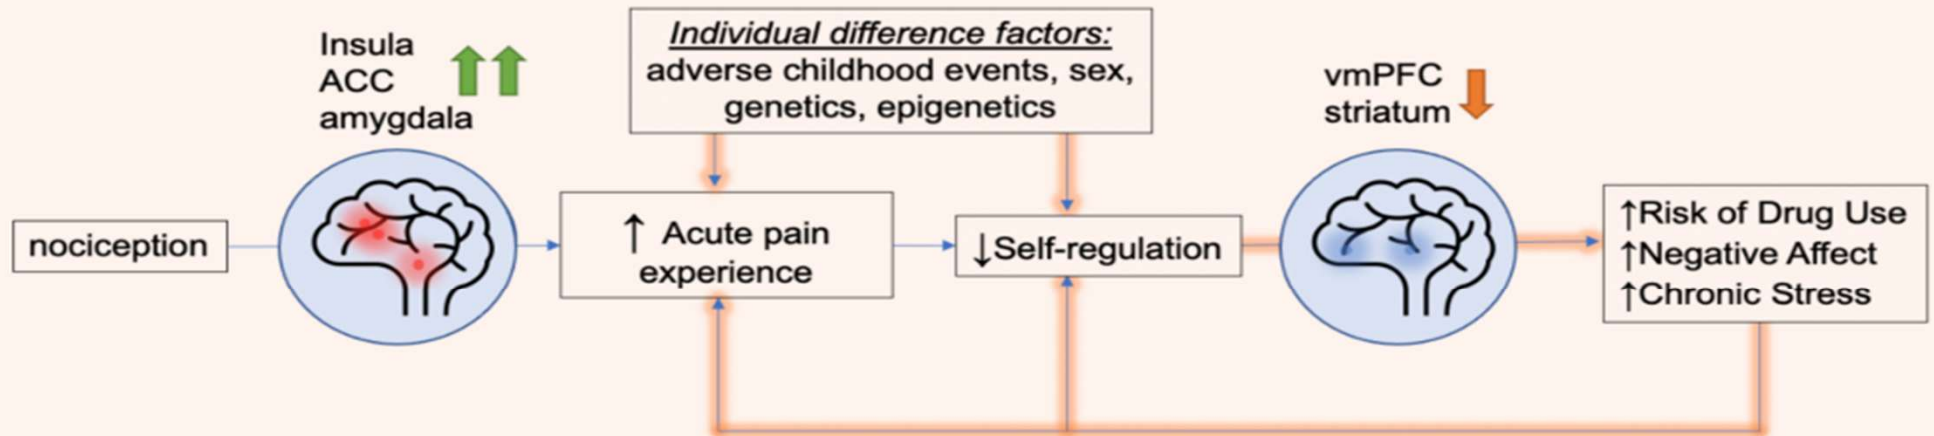 Insula
ACC
amygdala
Individual difference factors:
adverse childhood events, sex,
genetics, epigenetics
vmPFC
striatum
nociception
↑ Acute pain
experience
↓Self-regulation
↑Risk of Drug Use
↑Negative Affect
↑Chronic Stress